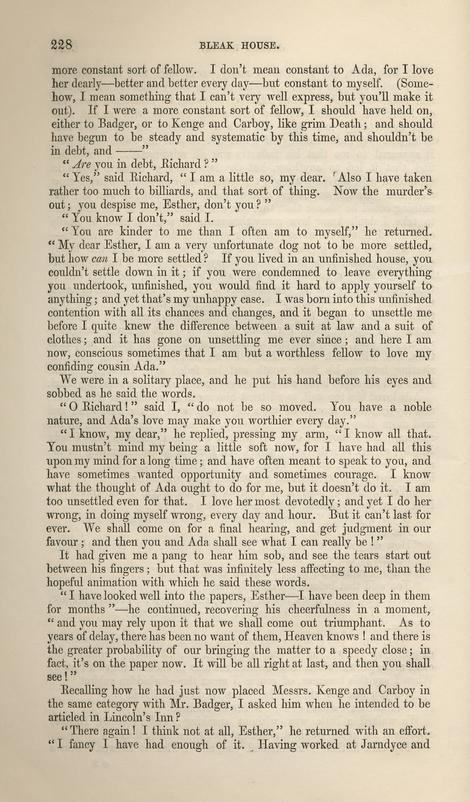 228 BLEAK HOUSE.
more constant sort of fellow. I don't mean constant to Ada, for I love
her dearly—better and better every day—but constant to myself. (Some-
how, I mean something that I can't very well express, but you'll make it
out). If I were a more constant sort of fellow, I should have held on,
either to Badger, or to Kenge and Carboy, like grim Death; and should
have begun to be steady and systematic by this time, and shouldn't be
in debt, and ——"
"Are you in debt, Richard?"
"Yes," said Richard, "I am a little so, my dear. Also I have taken
rather too much to billiards, and that sort of thing. Now the murder's
out; you despise me, Esther, don't you?"
"You know I don't," said I.
"You are kinder to me than I often am to myself," he returned.
"My dear Esther, I am a very unfortunate dog not to be more settled,
but how can I be more settled? If you lived in an unfinished house, you
couldn't settle down in it; if you were condemned to leave everything
you undertook, unfinished, you would find it hard to apply yourself to
anything; and yet that's my unhappy case. I was born into this unfinished
contention with all its chances and changes, and it began to unsettle me
before I quite knew the difference between a suit at law and a suit of
clothes; and it has gone on unsettling me ever since; and here I am
now, conscious sometimes that I am but a worthless fellow to love my
confiding cousin Ada."
We were in a solitary place, and he put his hand before his eyes and
sobbed as he said the words.
"O Richard!" said I, "do not be so moved. You have a noble
nature, and Ada's love may make you worthier every day."
"I know, my dear," he replied, pressing my arm, "I know all that.
You mustn't mind my being a little soft now, for I have had all this
upon my mind for a long time; and have often meant to speak to you, and
have sometimes wanted opportunity and sometimes courage. I know
what the thought of Ada ought to do for me, but it doesn't do it. I am
too unsettled even for that. I love her most devotedly; and yet I do her
wrong, in doing myself wrong, every day and hour. But it can't last for
ever. We shall come on for a final hearing, and get judgment in our
favour; and then you and Ada shall see what I can really be!"
It had given me a pang to hear him sob, and see the tears start out
between his fingers; but that was infinitely less affecting to me, than the
hopeful animation with which he said these words.
"I have looked well into the papers, Esther—I have been deep in them
for months"—he continued, recovering his cheerfulness in a moment,
"and you may rely upon it that we shall come out triumphant. As to
years of delay, there has been no want of them, Heaven knows! and there is
the greater probability of our bringing the matter to a speedy close; in
fact, it's on the paper now. It will be all right at last, and then you shall
see!"
Recalling how he had just now placed Messrs. Kenge and Carboy in
the same category with Mr. Badger, I asked him when he intended to be
articled in Lincoln's Inn?
"There again! I think not at all, Esther," he returned with an effort.
"I fancy I have had enough of it. Having worked at Jarndyce and